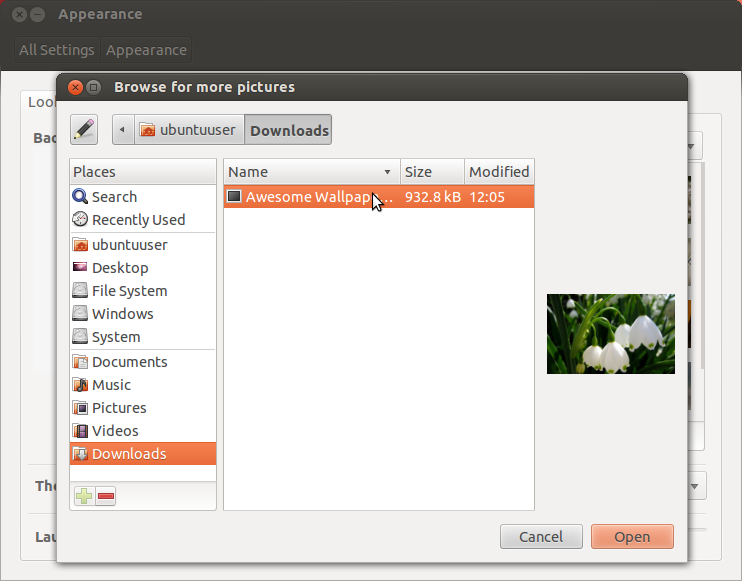 Appearance
All Settings Appearance
Browse for more pictures
Loo
ubuntuuser Downloads
Bac
Places
Name Size Modified
Search
Recently Used
ubuntuuser
Desktop
File System
Windows
System
Documents
Music
Pictures
Videos
Downloads
Awesome Wallpap... 932.8 kB 12:05
The
Lau
Cancel Open